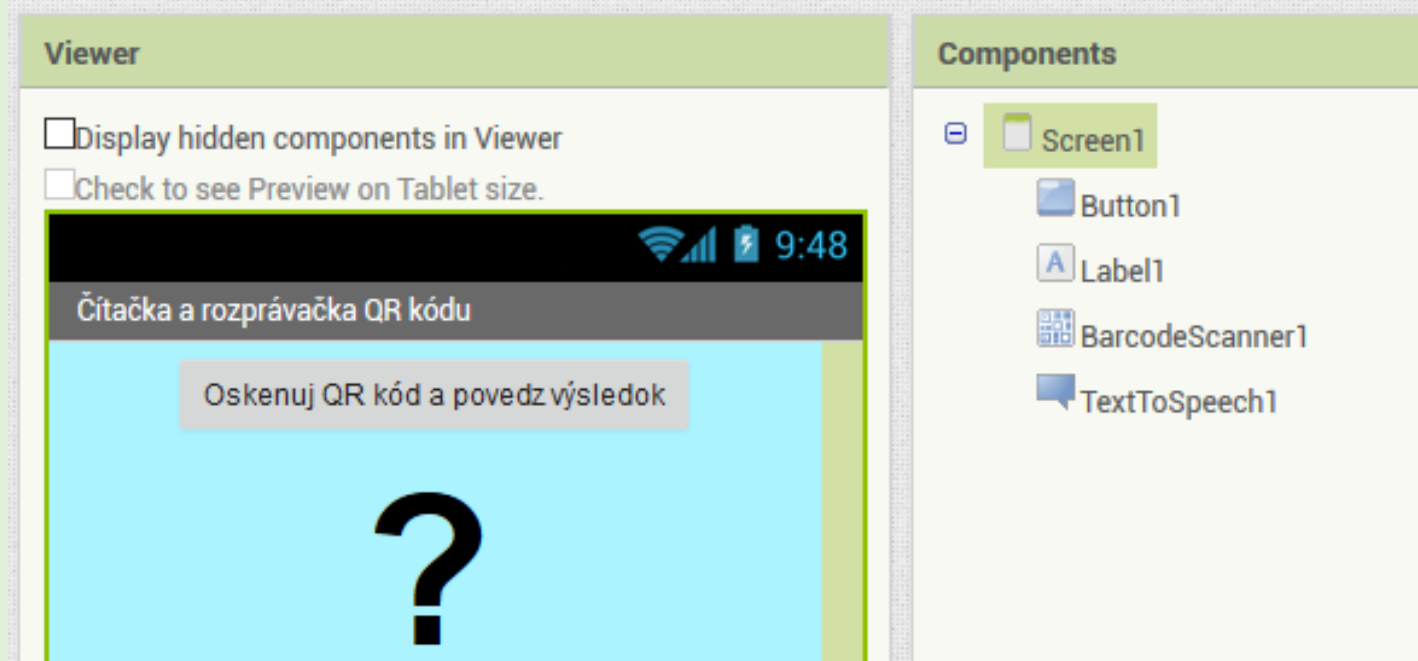 Viewer
Display hidden components in Viewer
Check to see Preview on Tablet size.
9:48
Čítačka a rozprávačka QR kódu
Oskenuj QR kód a povedz výsledok
?
Components
Screen1
Button1
A Label1
BarcodeScanner1
TextToSpeech1